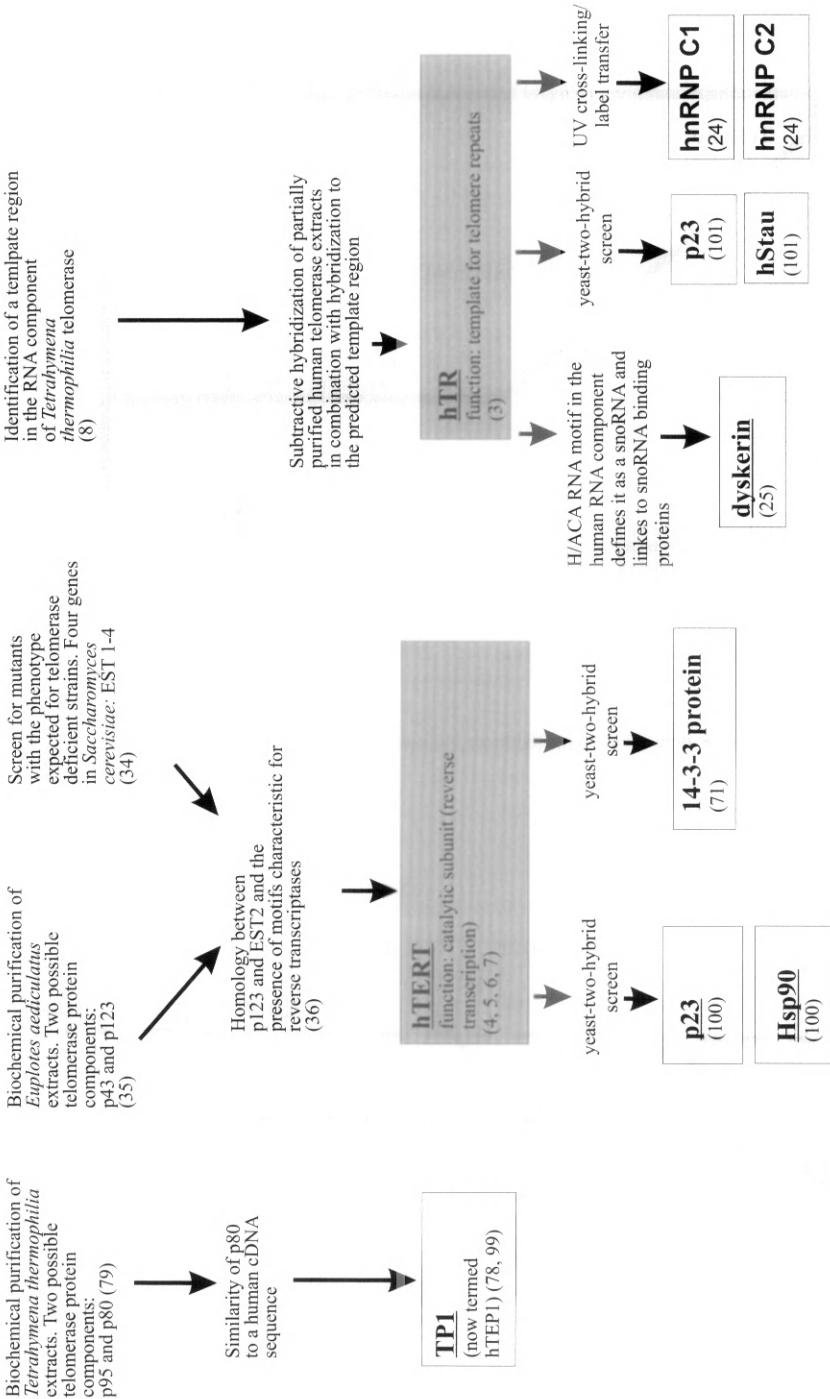 Biochemical purification of
Tetrahymena thermophilia
extracts. Two possible
telomerase protein
components:
p95 and p80 (79)
Similarity of p80
to a human cDNA
sequence
TP1
(now termed
hTEP1) (78, 99)
Biochemical purification of
Euplotes aediculatus
extracts. Two possible
telomerase protein
components:
p43 and p123
(35)
Screen for mutants
with the phenotype
expected for telomerase
deficient strains. Four genes
in Saccharomyces
cerevisiae: EST 1-4
(34)
Homology between
p123 and EST2 and the
presence of motifs characteristic for
reverse transcriptases
(36)
hTERT
function: catalytic subunit (reverse
transcription)
(4, 5, 6, 7)
yeast-two-hybrid
screen
p23
(100)
Hsp90
(100)
yeast-two-hybrid
screen
14-3-3 protein
(71)
Identification of a temlpate region
in the RNA component
of Tetrahymena
thermophilia telomerase
(8)
Subtractive hybridization of partially
purified human telomerase extracts
in combination with hybridization to
the predicted template region
hTR
function: template for telomere repeats
(3)
H/ACA RNA motif in the
human RNA component
defines it as a snoRNA and
linkes to snoRNA binding
proteins
dyskerin
(25)
yeast-two-hybrid
screen
p23
(101)
hStau
(101)
UV cross-linking/
label transfer
hnRNP C1
(24)
hnRNP C2
(24)